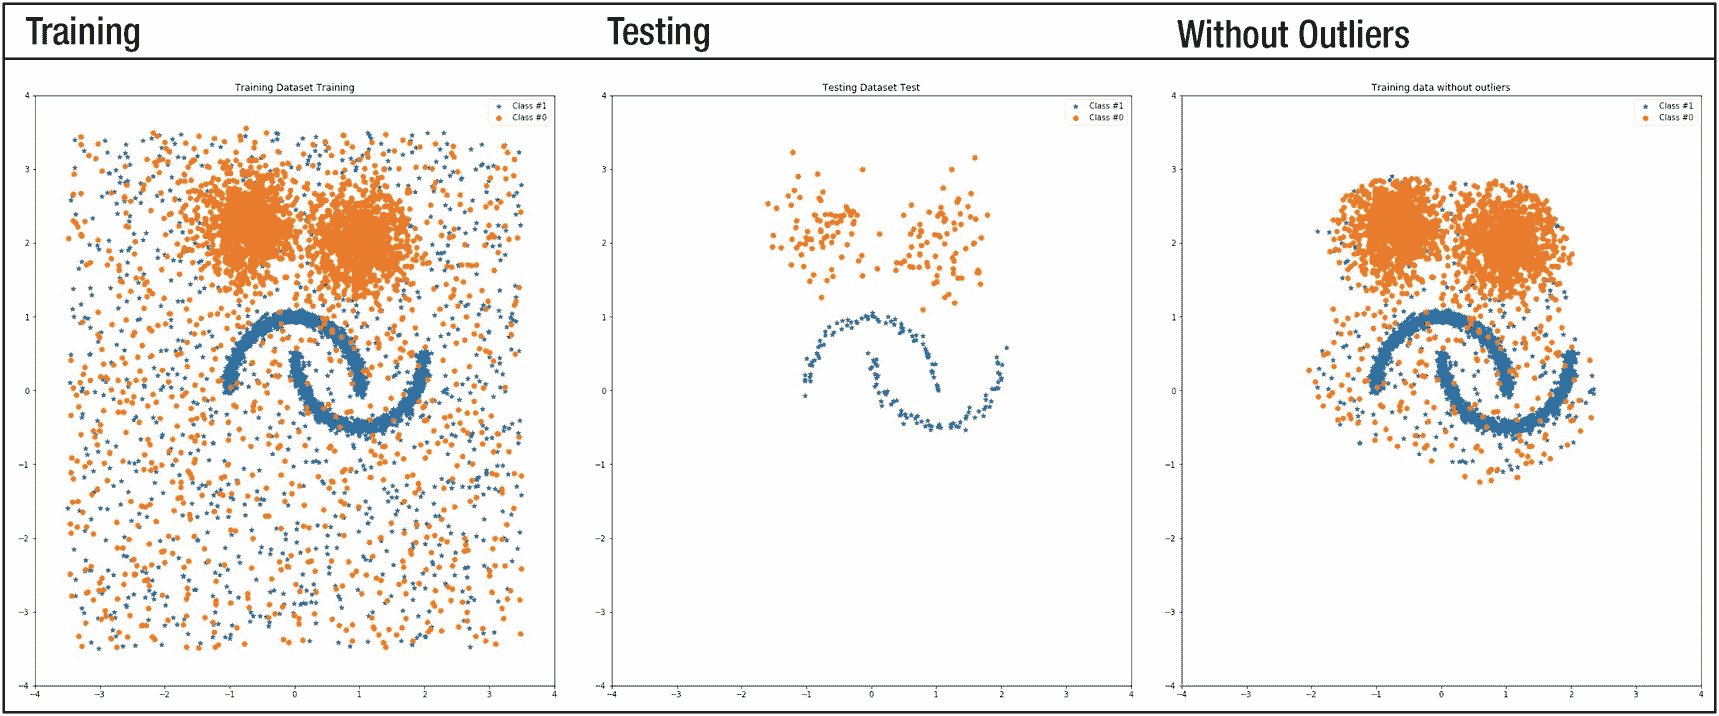 Training
Testing
Without Outliers
Training Dataset Training
Class #1
Class #0
4
3
2
1
0
−1
−2
−3
−4
−4 −3 −2 −1 0 1 2 3 4
Testing Dataset Test
Class #1
Class #0
4
3
2
1
0
−1
−2
−3
−4
−4 −3 −2 −1 0 1 2 3 4
Training data without outliers
Class #1
Class #0
4
3
2
1
0
−1
−2
−3
−4
−4 −3 −2 −1 0 1 2 3 4